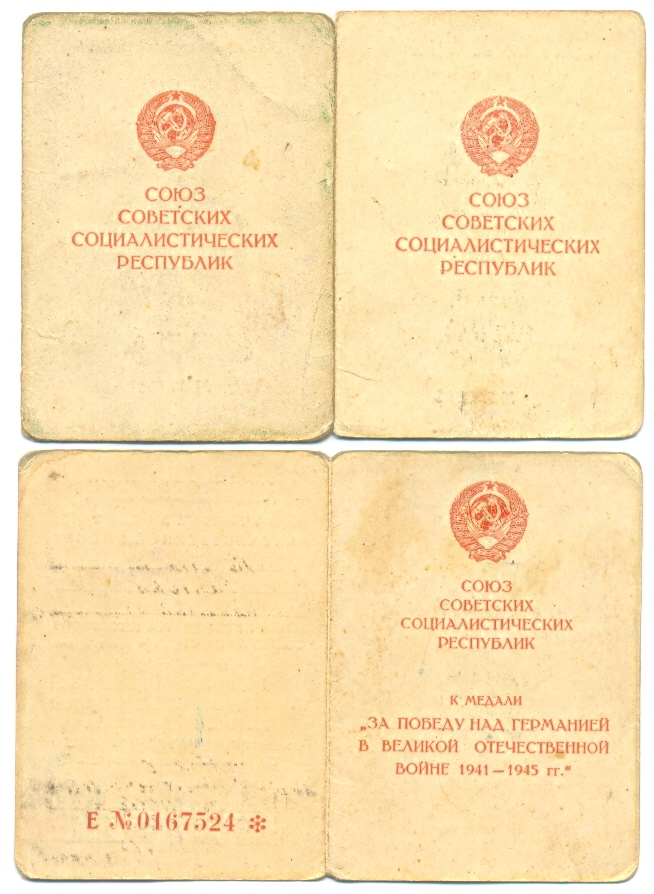 СОЮЗ
СОВЕТСКИХ
СОЦИАЛИСТИЧЕСКИХ
РЕСПУБЛИК
СОЮЗ
СОВЕТСКИХ
СОЦИАЛИСТИЧЕСКИХ
РЕСПУБЛИК
Е №0167524 ✻
СОЮЗ
СОВЕТСКИХ
СОЦИАЛИСТИЧЕСКИХ
РЕСПУБЛИК
К МЕДАЛИ
„ЗА ПОБЕДУ НАД ГЕРМАНИЕЙ
В ВЕЛИКОЙ ОТЕЧЕСТВЕННОЙ
ВОЙНЕ 1941—1945 гг.“